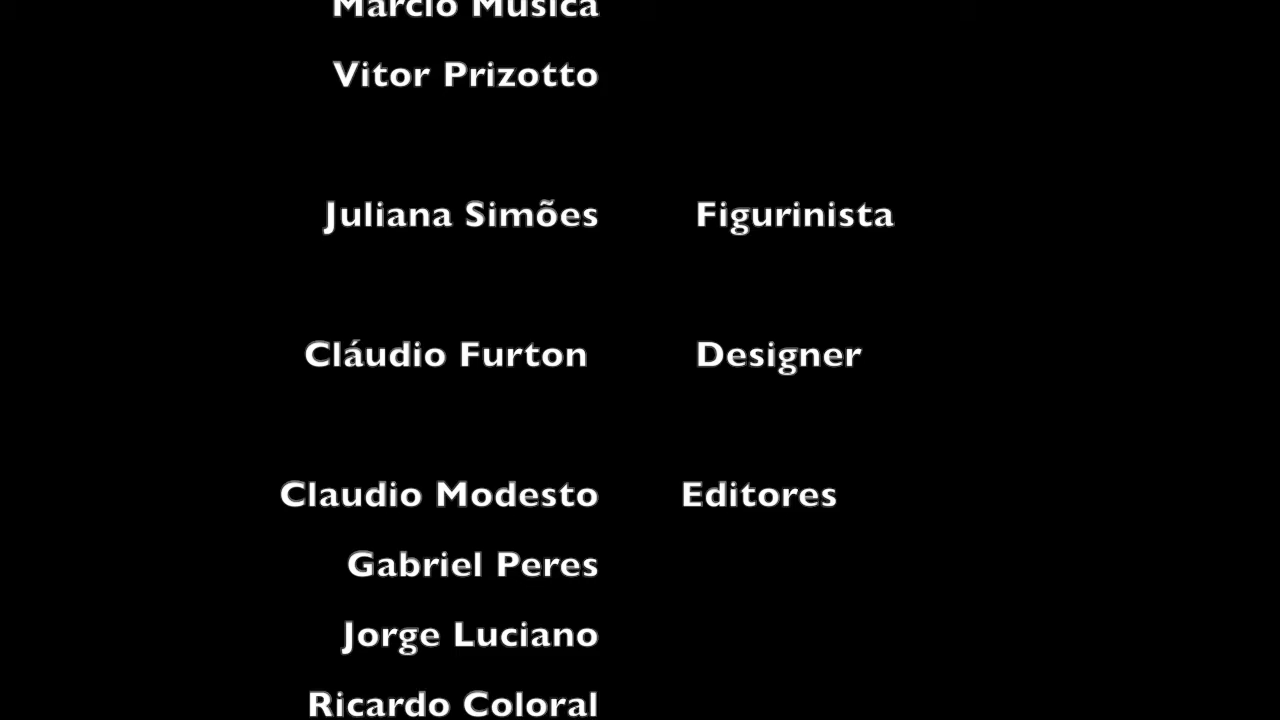 Vitor Prizotto
Juliana Simões Figurinista
Cláudio Furton Designer
Claudio Modesto Editores
Gabriel Peres
Jorge Luciano
Ricardo Coloral